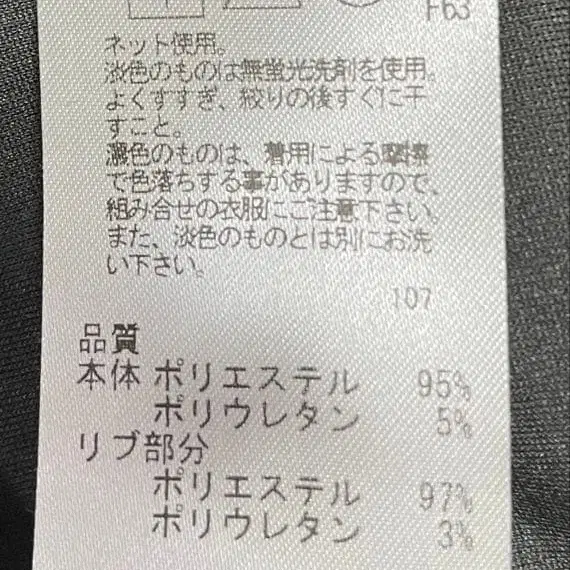 F63
ネット使用。
淡色のものは無蛍光洗剤を使用。
よくすすぎ、絞りの後すぐに干
すこと。
濃色のものは、着用による摩擦
で色落ちする事がありますので、
組み合せの衣服にご注意下さい。
また、淡色のものとは別にお洗
い下さい。
107
品質
本体 ポリエステル 95%
ポリウレタン 5%
リブ部分
ポリエステル 97%
ポリウレタン 3%